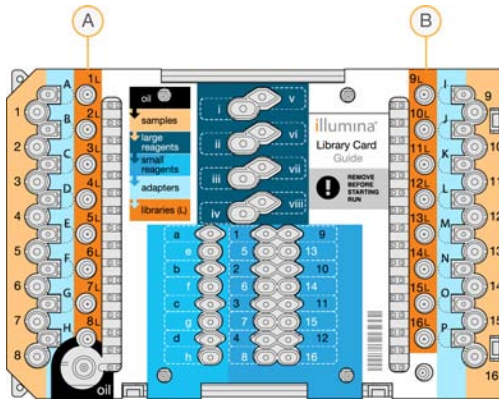 A
B
1L
2L
3L
4L
5L
6L
7L
8L
A
B
C
D
E
F
G
H
1
2
3
4
5
6
7
8
oil
oil
samples
large
reagents
small
reagents
adapters
libraries (L)
i
ii
iii
iv
v
vi
vii
viii
a
e
b
f
c
g
d
h
1 9
5 13
2 10
6 14
3 11
7 15
4 12
8 16
illumina
Library Card
Guide
REMOVE
BEFORE
STARTING
RUN
9L
10L
11L
12L
14L
15L
16L
I
J
K
L
M
N
O
P
9
10
11
12
13
14
15
16